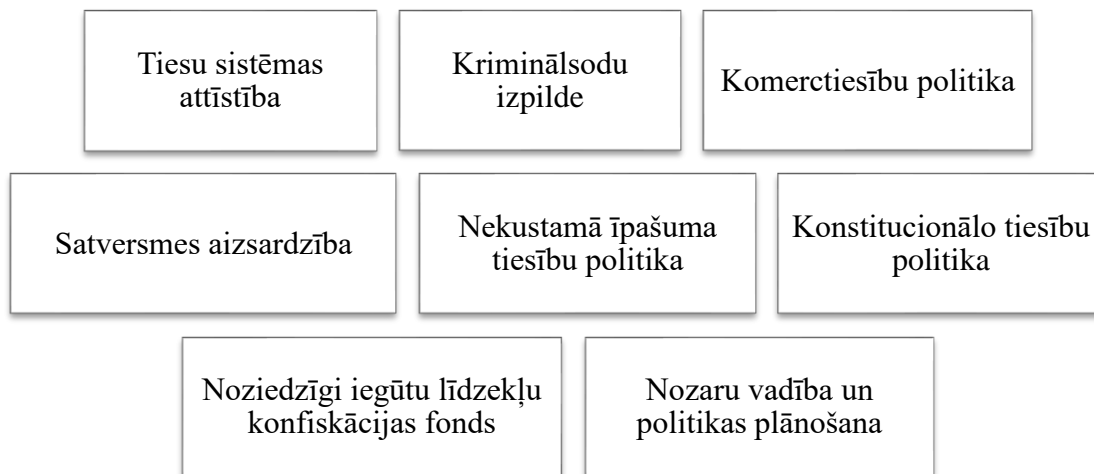 Tiesu sistēmas
attīstība
Kriminālsodu
izpilde
Komerctiesību politika
Satversmes aizsardzība
Nekustamā īpašuma
tiesību politika
Konstitucionālo tiesību
politika
Noziedzīgi iegūtu līdzekļu
konfiskācijas fonds
Nozaru vadība un
politikas plānošana